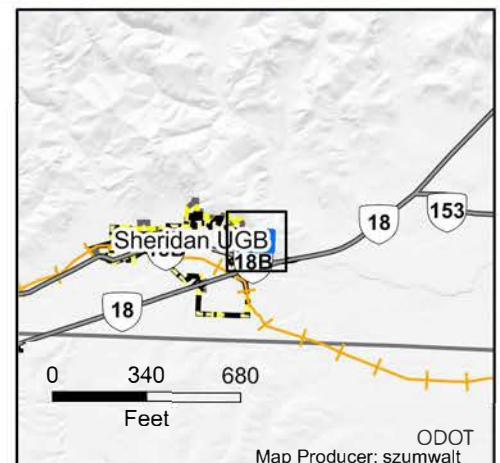 18
153
Sheridan UGB
18B
18
0 340 680
Feet
ODOT
Map Producer: szumwalt